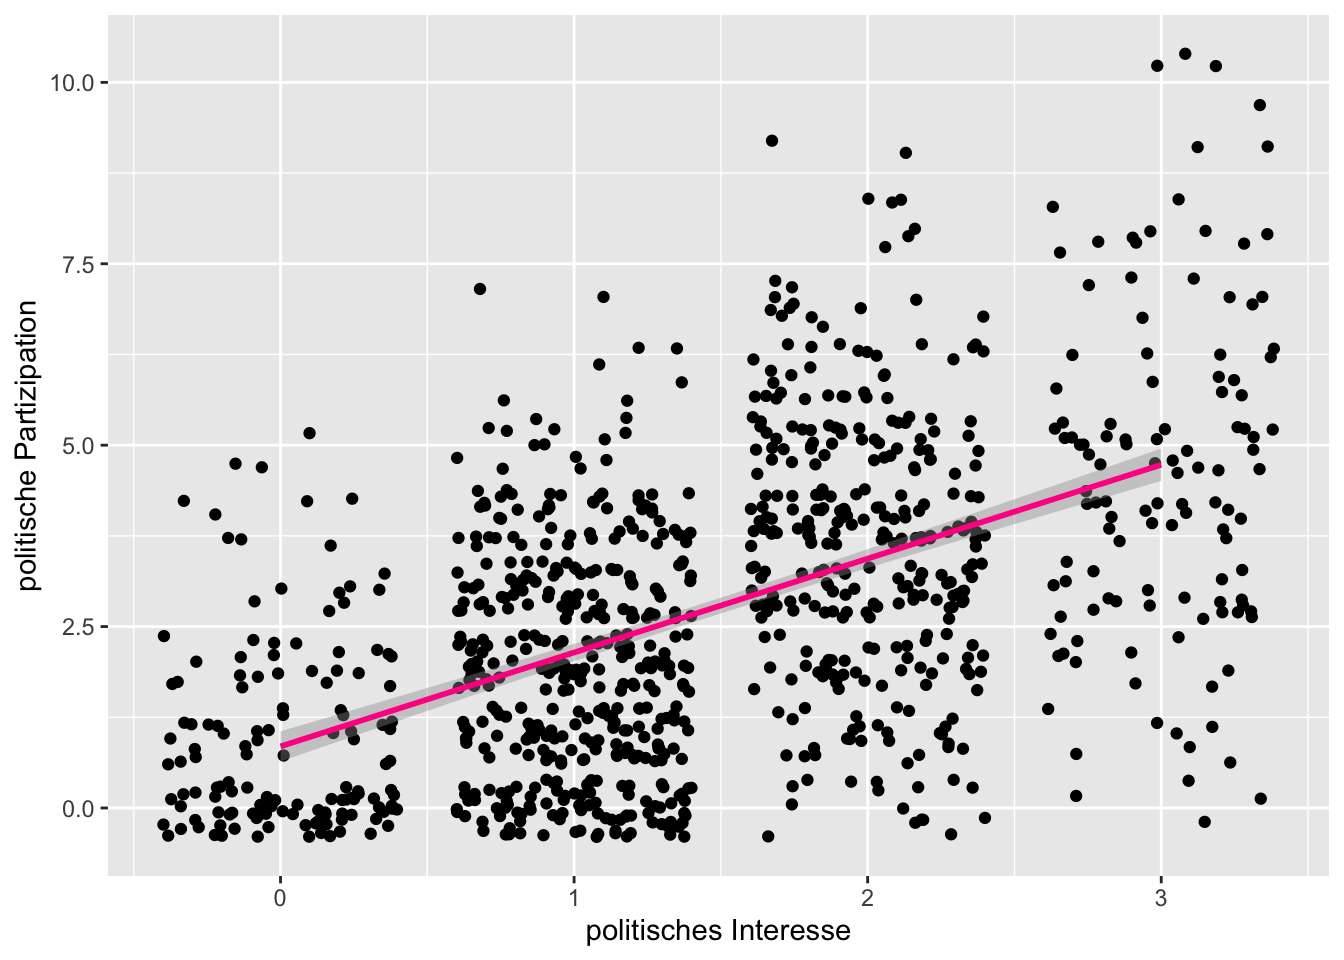 politische Partizipation
10.0
7.5
5.0
2.5
0.0
0 1 2 3
politisches Interesse